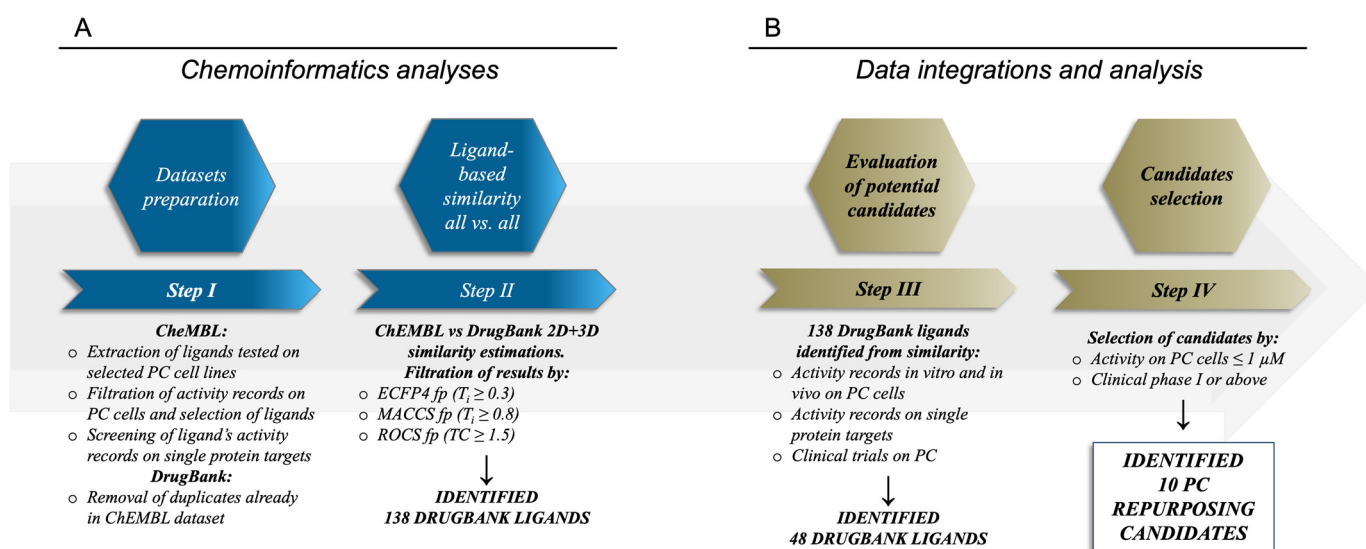 A
Chemoinformatics analyses
Datasets
preparation
Step I
CheMBL:
○ Extraction of ligands tested on
selected PC cell lines
○ Filtration of activity records on
PC cells and selection of ligands
○ Screening of ligand's activity
records on single protein targets
DrugBank:
○ Removal of duplicates already
in ChEMBL dataset
Ligand-
based
similarity
all vs. all
Step II
ChEMBL vs DrugBank 2D+3D
similarity estimations.
Filtration of results by:
○ ECFP4 fp (Ti ≥ 0.3)
○ MACCS fp (Ti ≥ 0.8)
○ ROCS fp (TC ≥ 1.5)
IDENTIFIED
138 DRUGBANK LIGANDS
B
Data integrations and analysis
Evaluation
of potential
candidates
Step III
138 DrugBank ligands
identified from similarity:
○ Activity records in vitro and in
vivo on PC cells
○ Activity records on single
protein targets
○ Clinical trials on PC
IDENTIFIED
48 DRUGBANK LIGANDS
Candidates
selection
Step IV
Selection of candidates by:
○ Activity on PC cells ≤ 1 µM
○ Clinical phase I or above
IDENTIFIED
10 PC
REPURPOSING
CANDIDATES